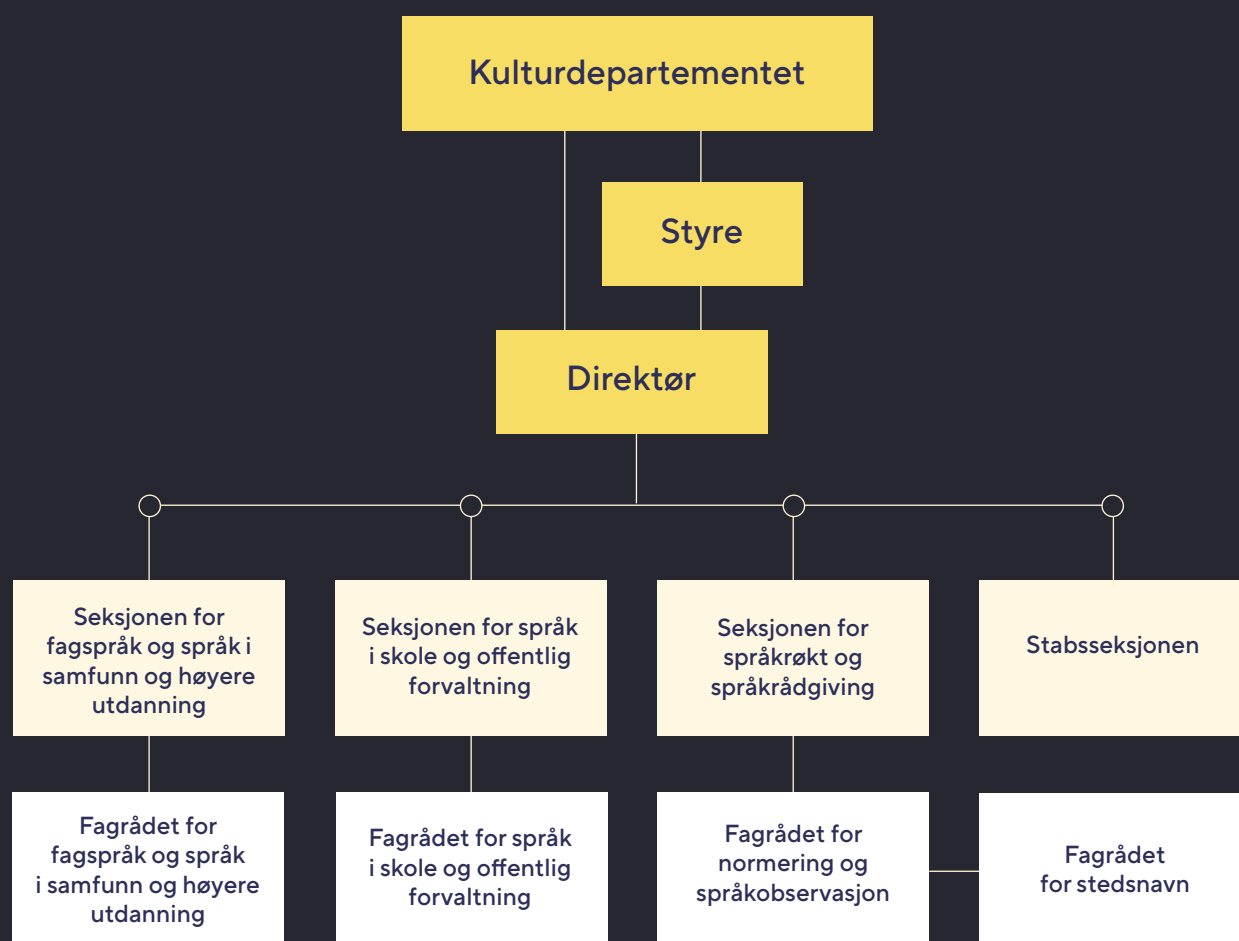 Kulturdepartementet
Styre
Direktør
Seksjonen for
fagspråk og språk i
samfunn og høyere
utdanning
Seksjonen for språk
i skole og offentlig
forvaltning
Seksjonen for
språkrøkt og
språkrådgiving
Stabsseksjonen
Fagrådet for
fagspråk og språk
i samfunn og høyere
utdanning
Fagrådet for språk
i skole og offentlig
forvaltning
Fagrådet for
normering og
språkobservasjon
Fagrådet
for stedsnavn